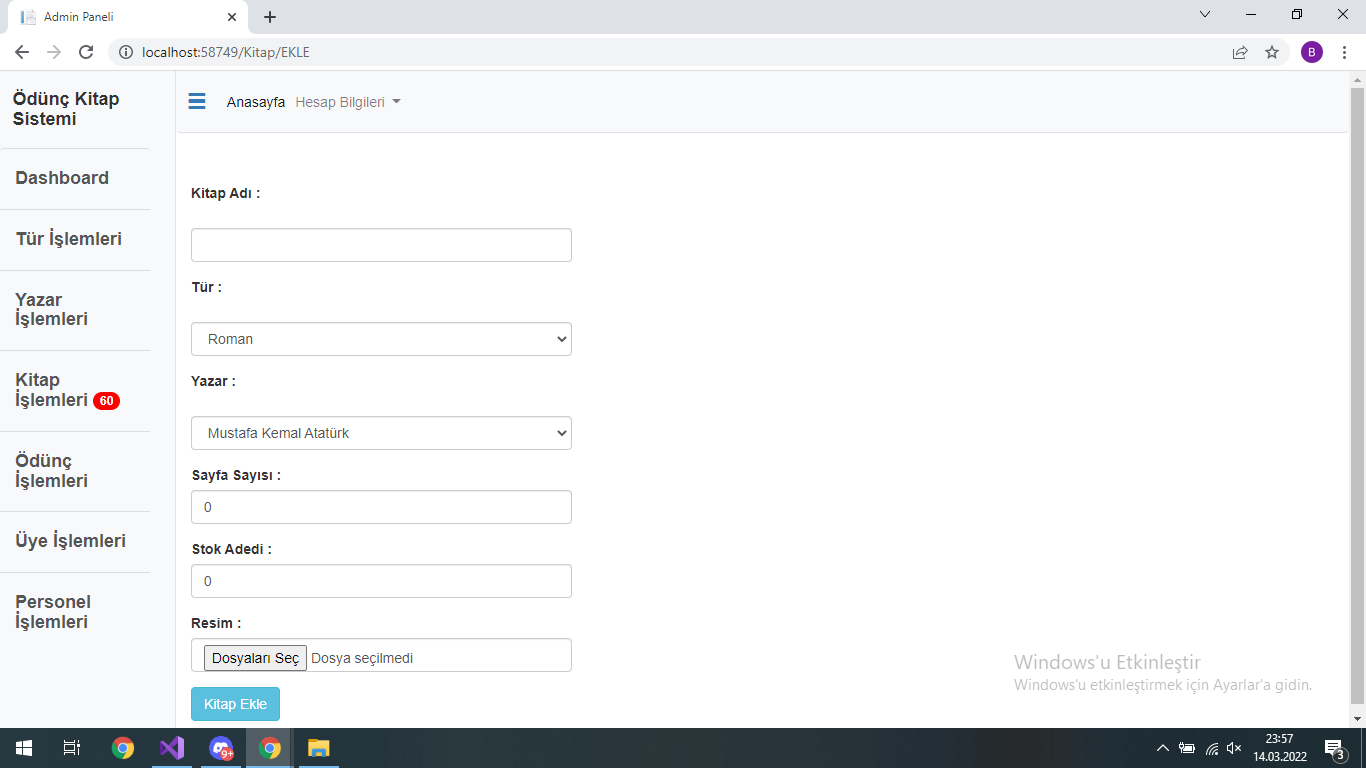 Admin Paneli
localhost:58749/Kitap/EKLE
B
Ödünç Kitap
Sistemi
Anasayfa Hesap Bilgileri
Dashboard
Tür İşlemleri
Yazar
İşlemleri
Kitap
İşlemleri 60
Ödünç
İşlemleri
Üye İşlemleri
Personel
İşlemleri
Kitap Adı :
Tür :
Roman
Yazar :
Mustafa Kemal Atatürk
Sayfa Sayısı :
0
Stok Adedi :
0
Resim :
Dosyaları Seç Dosya seçilmedi
Kitap Ekle
Windows'u Etkinleştir
Windows'u etkinleştirmek için Ayarlar'a gidin.
9+
23:57
14.03.2022
3